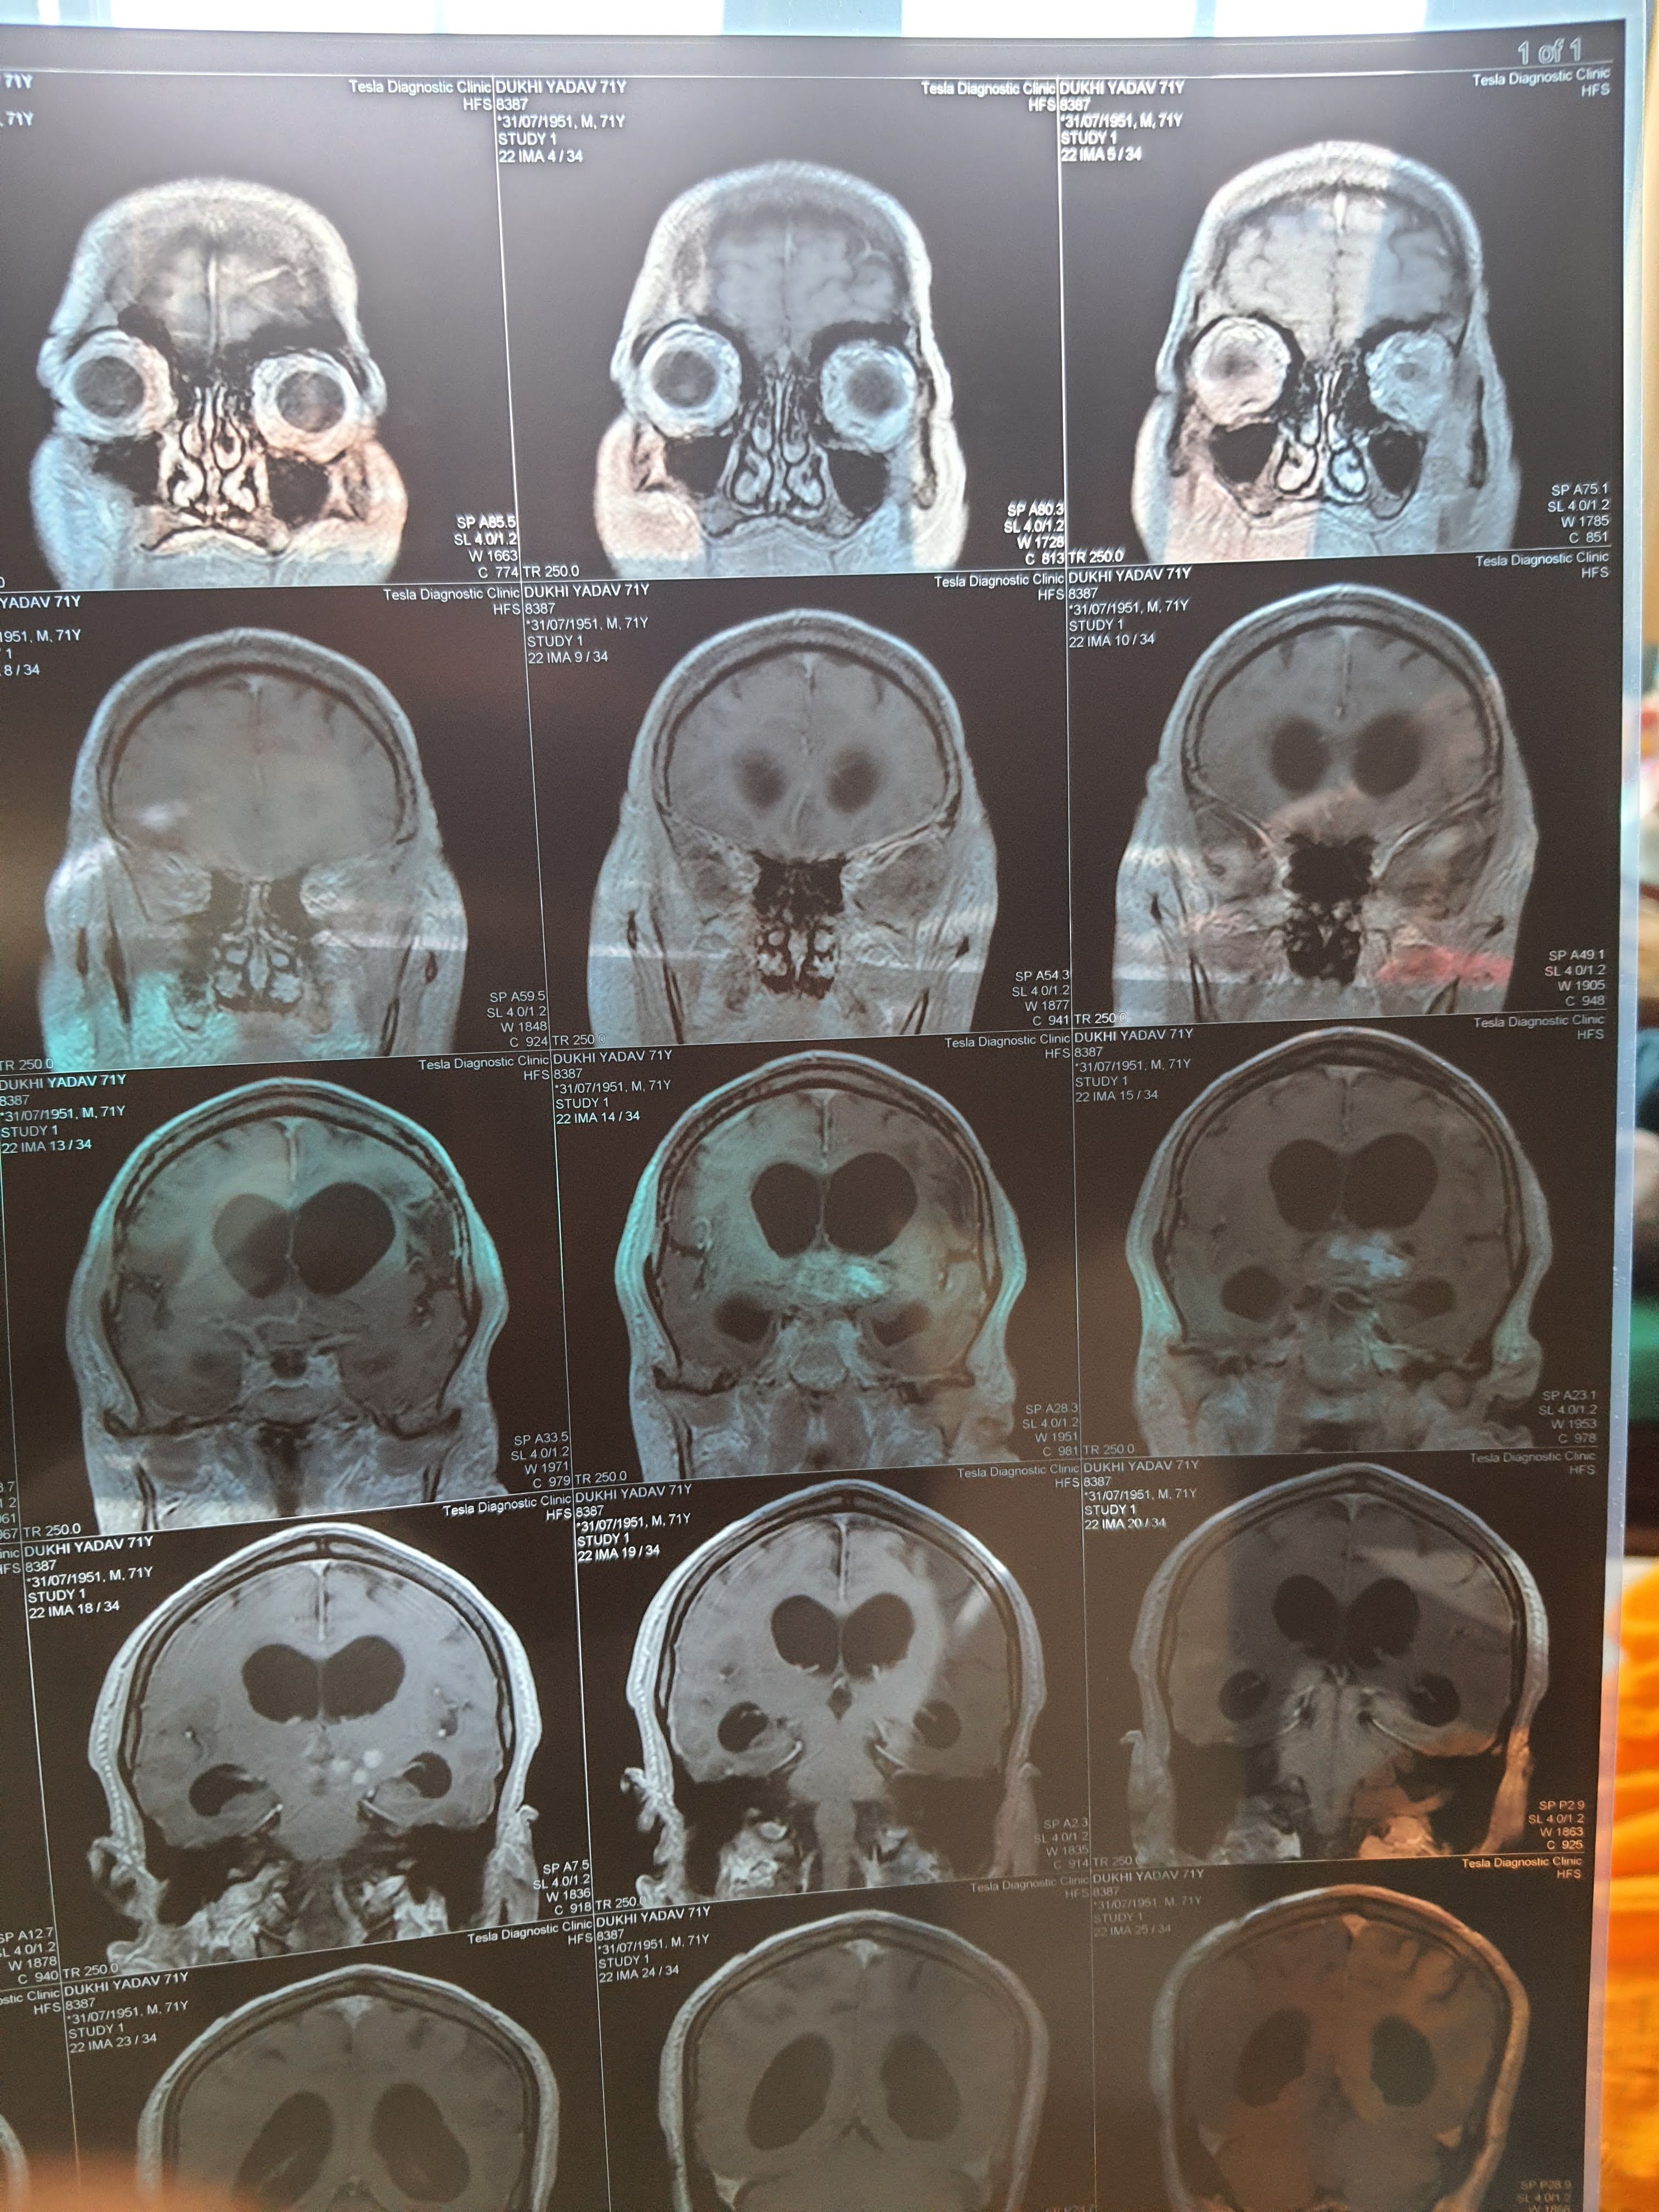 1 of 1
71Y
, 71Y
Tesla Diagnostic Clinic
HFS
DUKHI YADAV 71Y
8387
*31/07/1951, M, 71Y
STUDY 1
22 IMA 4 / 34
Tesla Diagnostic Clinic
HFS
DUKHI YADAV 71Y
8387
*31/07/1951, M, 71Y
STUDY 1
22 IMA 5 / 34
Tesla Diagnostic Clinic
HFS
SP A85.5
SL 4.0/1.2
W 1663
C 774
TR 250.0
SP A80.3
SL 4.0/1.2
W 1728
C 813
TR 250.0
SP A75.1
SL 4.0/1.2
W 1785
C 851
YADAV 71Y
1951, M, 71Y
1
8 / 34
Tesla Diagnostic Clinic
HFS
DUKHI YADAV 71Y
8387
*31/07/1951, M, 71Y
STUDY 1
22 IMA 9 / 34
Tesla Diagnostic Clinic
HFS
DUKHI YADAV 71Y
8387
*31/07/1951, M, 71Y
STUDY 1
22 IMA 10 / 34
Tesla Diagnostic Clinic
HFS
TR 250.0
SP A59.5
SL 4.0/1.2
W 1848
C 924
TR 250
SP A54.3
SL 4.0/1.2
W 1877
C 941
TR 250
SP A49.1
SL 4.0/1.2
W 1905
C 948
DUKHI YADAV 71Y
8387
*31/07/1951, M, 71Y
STUDY 1
22 IMA 13 / 34
Tesla Diagnostic Clinic
HFS
DUKHI YADAV 71Y
8387
*31/07/1951, M, 71Y
STUDY 1
22 IMA 14 / 34
Tesla Diagnostic Clinic
HFS
DUKHI YADAV 71Y
8387
*31/07/1951, M, 71Y
STUDY 1
22 IMA 15 / 34
Tesla Diagnostic Clinic
HFS
TR 250.0
SP A33.5
SL 4.0/1.2
W 1971
C 979
TR 250.0
SP A28.3
SL 4.0/1.2
W 1951
C 981
TR 250.0
SP A23.1
SL 4.0/1.2
W 1953
C 978
DUKHI YADAV 71Y
8387
*31/07/1951, M, 71Y
STUDY 1
22 IMA 18 / 34
Tesla Diagnostic Clinic
HFS
DUKHI YADAV 71Y
8387
*31/07/1951, M, 71Y
STUDY 1
22 IMA 19 / 34
Tesla Diagnostic Clinic
HFS
DUKHI YADAV 71Y
8387
*31/07/1951, M, 71Y
STUDY 1
22 IMA 20 / 34
Tesla Diagnostic Clinic
HFS
SP A12.7
SL 4.0/1.2
W 1878
C 940
TR 250.0
SP A7.5
SL 4.0/1.2
W 1836
C 918
TR 250.0
SP A2.3
SL 4.0/1.2
W 1835
C 914
TR 250.0
SP P2.9
SL 4.0/1.2
W 1863
C 925
HFS
DUKHI YADAV 71Y
8387
*31/07/1951, M, 71Y
STUDY 1
22 IMA 23 / 34
Tesla Diagnostic Clinic
HFS
DUKHI YADAV 71Y
8387
*31/07/1951, M, 71Y
STUDY 1
22 IMA 24 / 34
Tesla Diagnostic Clinic
HFS
DUKHI YADAV 71Y
8387
*31/07/1951, M, 71Y
STUDY 1
22 IMA 25 / 34
Tesla Diagnostic Clinic
HFS
SL 4.0/1.2